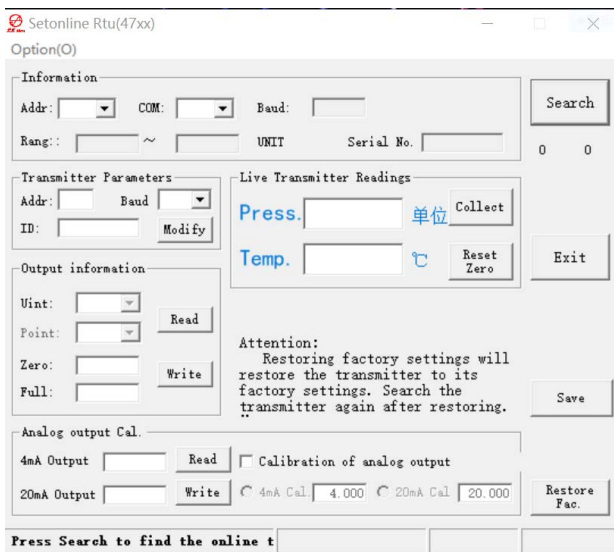 Setonline Rtu(47xx)
Option(O)
Information
Addr: COM: Baud:
Rang:: ~ UNIT Serial No.
Search
0 0
Transmitter Parameters
Addr: Baud
ID: Modify
Live Transmitter Readings
Press. 单位 Collect
Temp. ℃ Reset Zero
Exit
Output information
Uint:
Point:
Read
Zero:
Full:
Write
Attention:
Restoring factory settings will
restore the transmitter to its
factory settings. Search the
transmitter again after restoring.
Save
Analog output Cal.
4mA Output Read Calibration of analog output
20mA Output Write 4mA Cal. 4.000 20mA Cal 20.000
Restore
Fac.
Press Search to find the online t